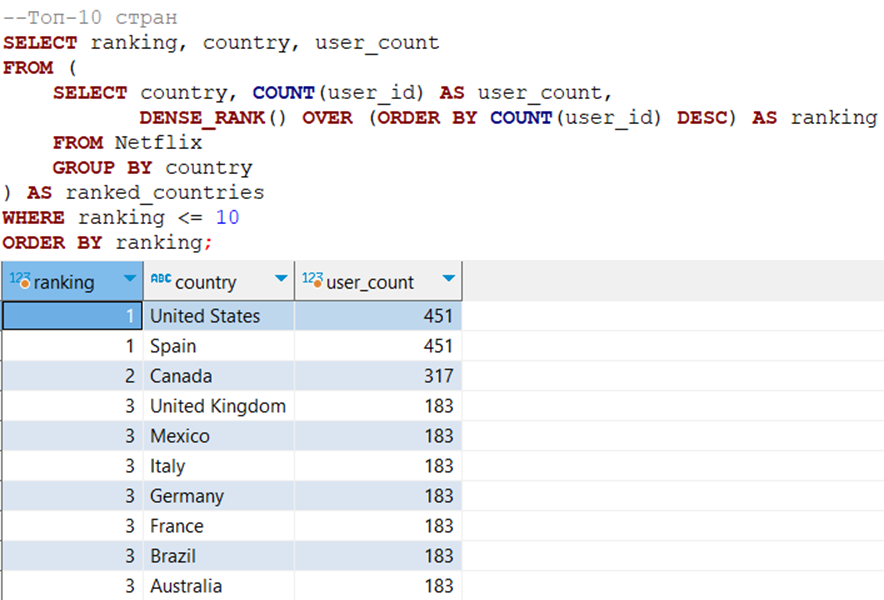 --Топ-10 стран
SELECT ranking, country, user_count
FROM (
SELECT country, COUNT(user_id) AS user_count,
DENSE_RANK() OVER (ORDER BY COUNT(user_id) DESC) AS ranking
FROM Netflix
GROUP BY country
) AS ranked_countries
WHERE ranking <= 10
ORDER BY ranking;
123 ranking ABC country 123 user_count
1 United States 451
1 Spain 451
2 Canada 317
3 United Kingdom 183
3 Mexico 183
3 Italy 183
3 Germany 183
3 France 183
3 Brazil 183
3 Australia 183